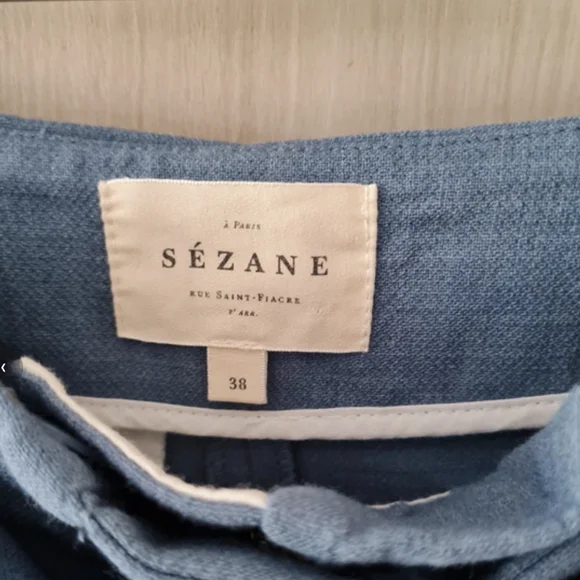 À PARIS
SÉZANE
RUE SAINT-FIACRE
2ᵉ ARR.
38